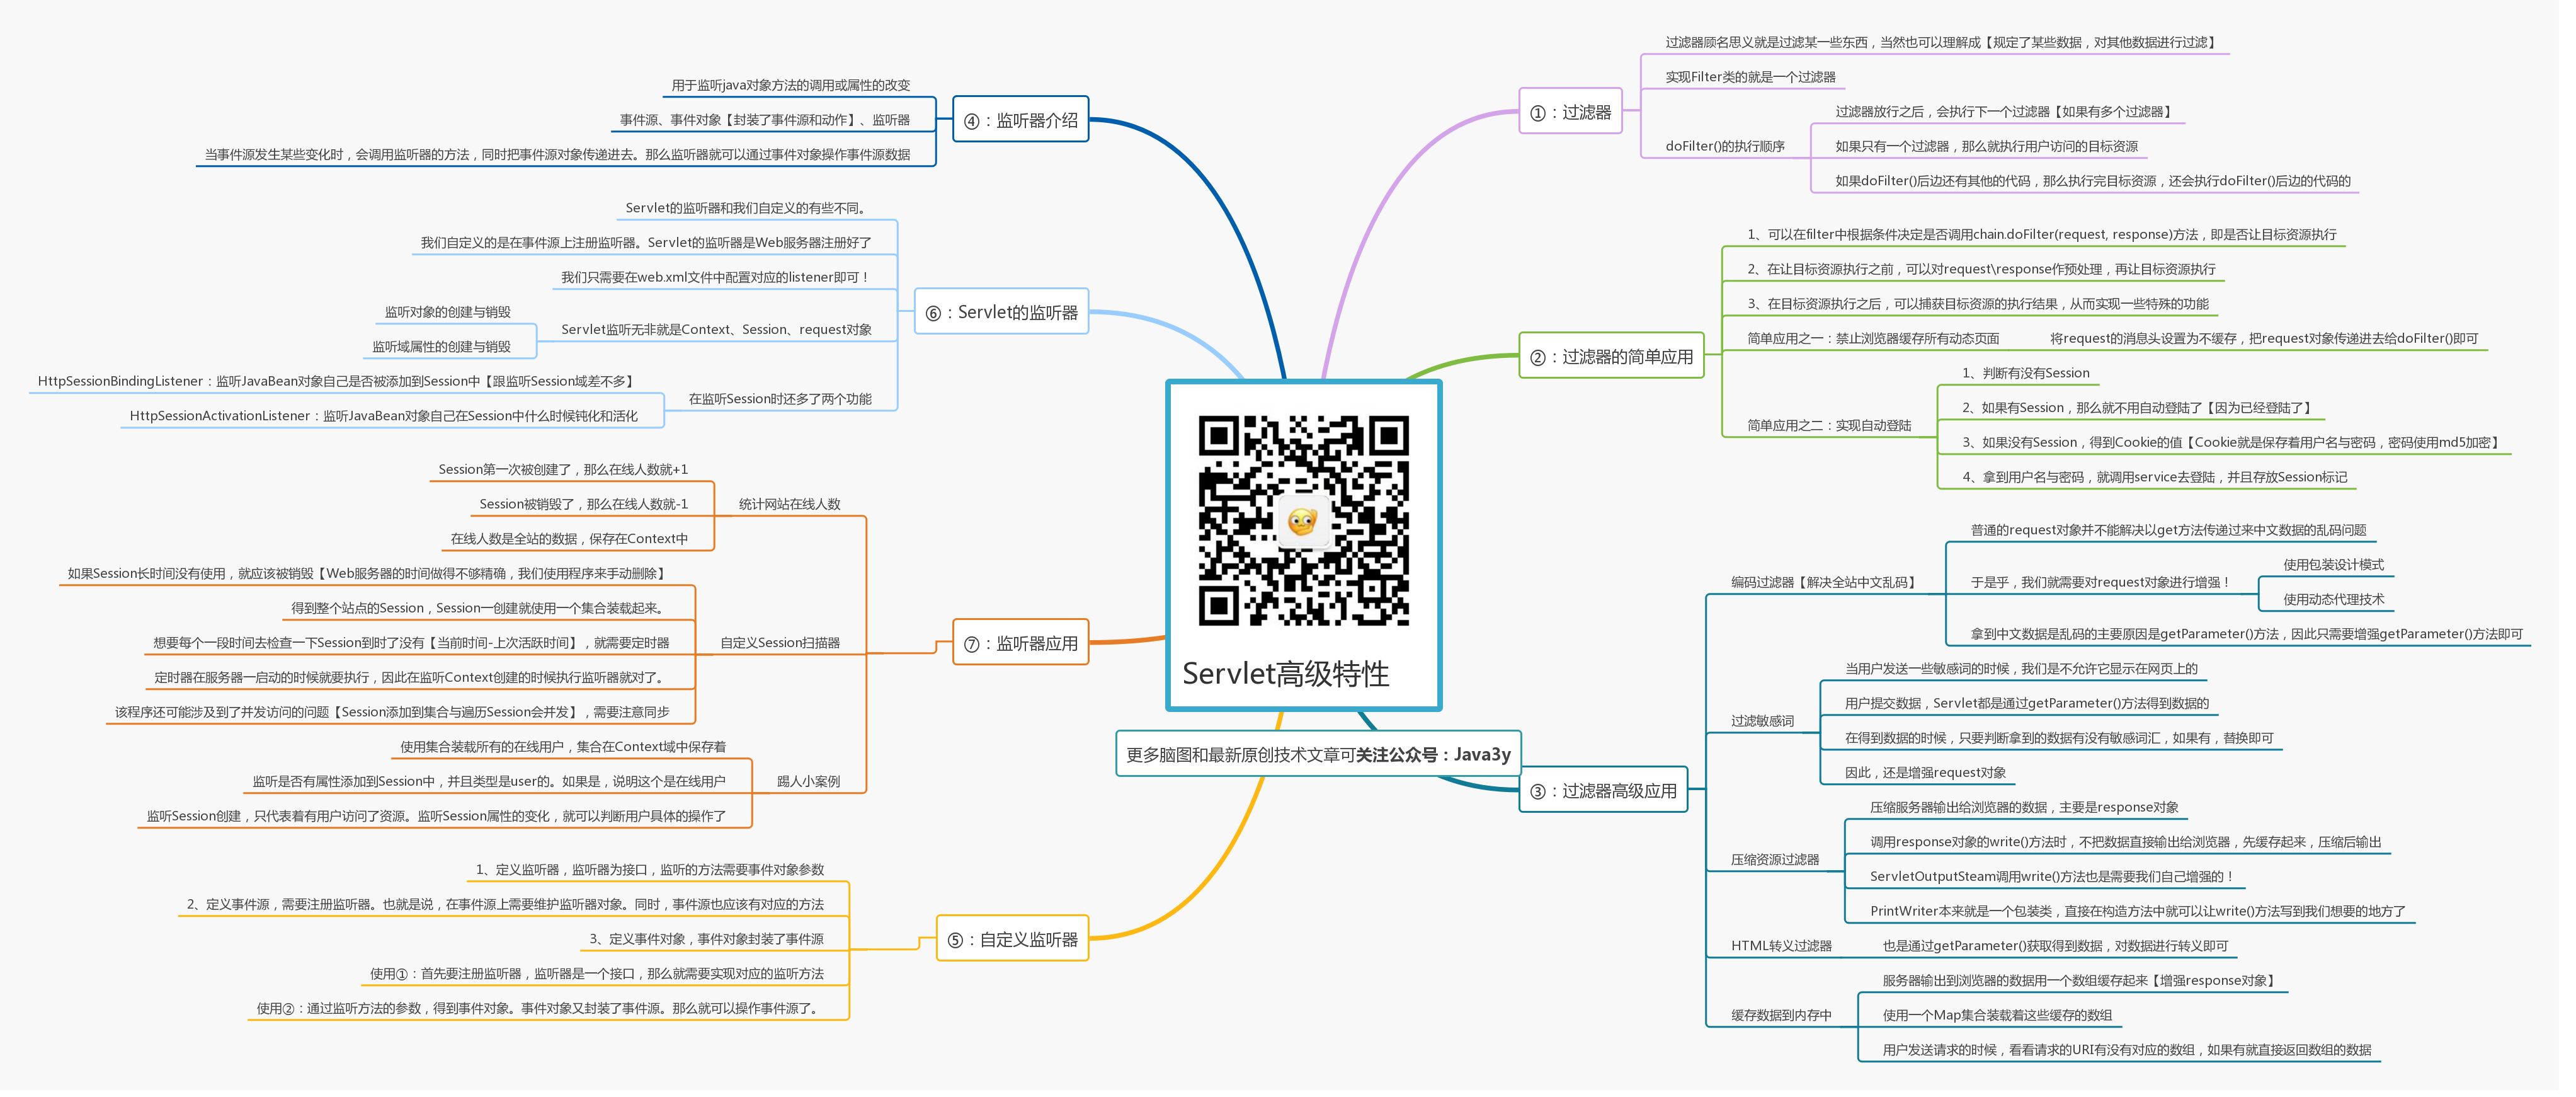 Servlet高级特性
更多脑图和最新原创技术文章可关注公众号：Java3y
①：过滤器
过滤器顾名思义就是过滤某一些东西，当然也可以理解成【规定了某些数据，对其他数据进行过滤】
实现Filter类的就是一个过滤器
doFilter()的执行顺序
过滤器放行之后，会执行下一个过滤器【如果有多个过滤器】
如果只有一个过滤器，那么就执行用户访问的目标资源
如果doFilter()后边还有其他的代码，那么执行完目标资源，还会执行doFilter()后边的代码的
②：过滤器的简单应用
1、可以在filter中根据条件决定是否调用chain.doFilter(request, response)方法，即是否让目标资源执行
2、在让目标资源执行之前，可以对request\response作预处理，再让目标资源执行
3、在目标资源执行之后，可以捕获目标资源的执行结果，从而实现一些特殊的功能
简单应用之一：禁止浏览器缓存所有动态页面
将request的消息头设置为不缓存，把request对象传递进去给doFilter()即可
简单应用之二：实现自动登陆
1、判断有没有Session
2、如果有Session，那么就不用自动登陆了【因为已经登陆了】
3、如果没有Session，得到Cookie的值【Cookie就是保存着用户名与密码，密码使用md5加密】
4、拿到用户名与密码，就调用service去登陆，并且存放Session标记
③：过滤器高级应用
编码过滤器【解决全站中文乱码】
普通的request对象并不能解决以get方法传递过来中文数据的乱码问题
于是乎，我们就需要对request对象进行增强！
使用包装设计模式
使用动态代理技术
拿到中文数据是乱码的主要原因是getParameter()方法，因此只需要增强getParameter()方法即可
过滤敏感词
当用户发送一些敏感词的时候，我们是不允许它显示在网页上的
用户提交数据，Servlet都是通过getParameter()方法得到数据的
在得到数据的时候，只要判断拿到的数据有没有敏感词汇，如果有，替换即可
因此，还是增强request对象
压缩资源过滤器
压缩服务器输出给浏览器的数据，主要是response对象
调用response对象的write()方法时，不把数据直接输出给浏览器，先缓存起来，压缩后输出
ServletOutputSteam调用write()方法也是需要我们自己增强的！
PrintWriter本来就是一个包装类，直接在构造方法中就可以让write()方法写到我们想要的地方了
HTML转义过滤器
也是通过getParameter()获取得到数据，对数据进行转义即可
缓存数据到内存中
服务器输出到浏览器的数据用一个数组缓存起来【增强response对象】
使用一个Map集合装载着这些缓存的数组
用户发送请求的时候，看看请求的URI有没有对应的数组，如果有就直接返回数组的数据
④：监听器介绍
用于监听java对象方法的调用或属性的改变
事件源、事件对象【封装了事件源和动作】、监听器
当事件源发生某些变化时，会调用监听器的方法，同时把事件源对象传递进去。那么监听器就可以通过事件对象操作事件源数据
⑥：Servlet的监听器
Servlet的监听器和我们自定义的有些不同。
我们自定义的是在事件源上注册监听器。Servlet的监听器是Web服务器注册好了
我们只需要在web.xml文件中配置对应的listener即可！
Servlet监听无非就是Context、Session、request对象
监听对象的创建与销毁
监听域属性的创建与销毁
在监听Session时还多了两个功能
HttpSessionBindingListener：监听JavaBean对象自己是否被添加到Session中【跟监听Session域差不多】
HttpSessionActivationListener：监听JavaBean对象自己在Session中什么时候钝化和活化
⑦：监听器应用
统计网站在线人数
Session第一次被创建了，那么在线人数就+1
Session被销毁了，那么在线人数就-1
在线人数是全站的数据，保存在Context中
自定义Session扫描器
如果Session长时间没有使用，就应该被销毁【Web服务器的时间做得不够精确，我们使用程序来手动删除】
得到整个站点的Session，Session一创建就使用一个集合装载起来。
想要每个一段时间去检查一下Session到时了没有【当前时间-上次活跃时间】，就需要定时器
定时器在服务器一启动的时候就要执行，因此在监听Context创建的时候执行监听器就对了。
该程序还可能涉及到了并发访问的问题【Session添加到集合与遍历Session会并发】，需要注意同步
踢人小案例
使用集合装载所有的在线用户，集合在Context域中保存着
监听是否有属性添加到Session中，并且类型是user的。如果是，说明这个是在线用户
监听Session创建，只代表着有用户访问了资源。监听Session属性的变化，就可以判断用户具体的操作了
⑤：自定义监听器
1、定义监听器，监听器为接口，监听的方法需要事件对象参数
2、定义事件源，需要注册监听器。也就是说，在事件源上需要维护监听器对象。同时，事件源也应该有对应的方法
3、定义事件对象，事件对象封装了事件源
使用①：首先要注册监听器，监听器是一个接口，那么就需要实现对应的监听方法
使用②：通过监听方法的参数，得到事件对象。事件对象又封装了事件源。那么就可以操作事件源了。